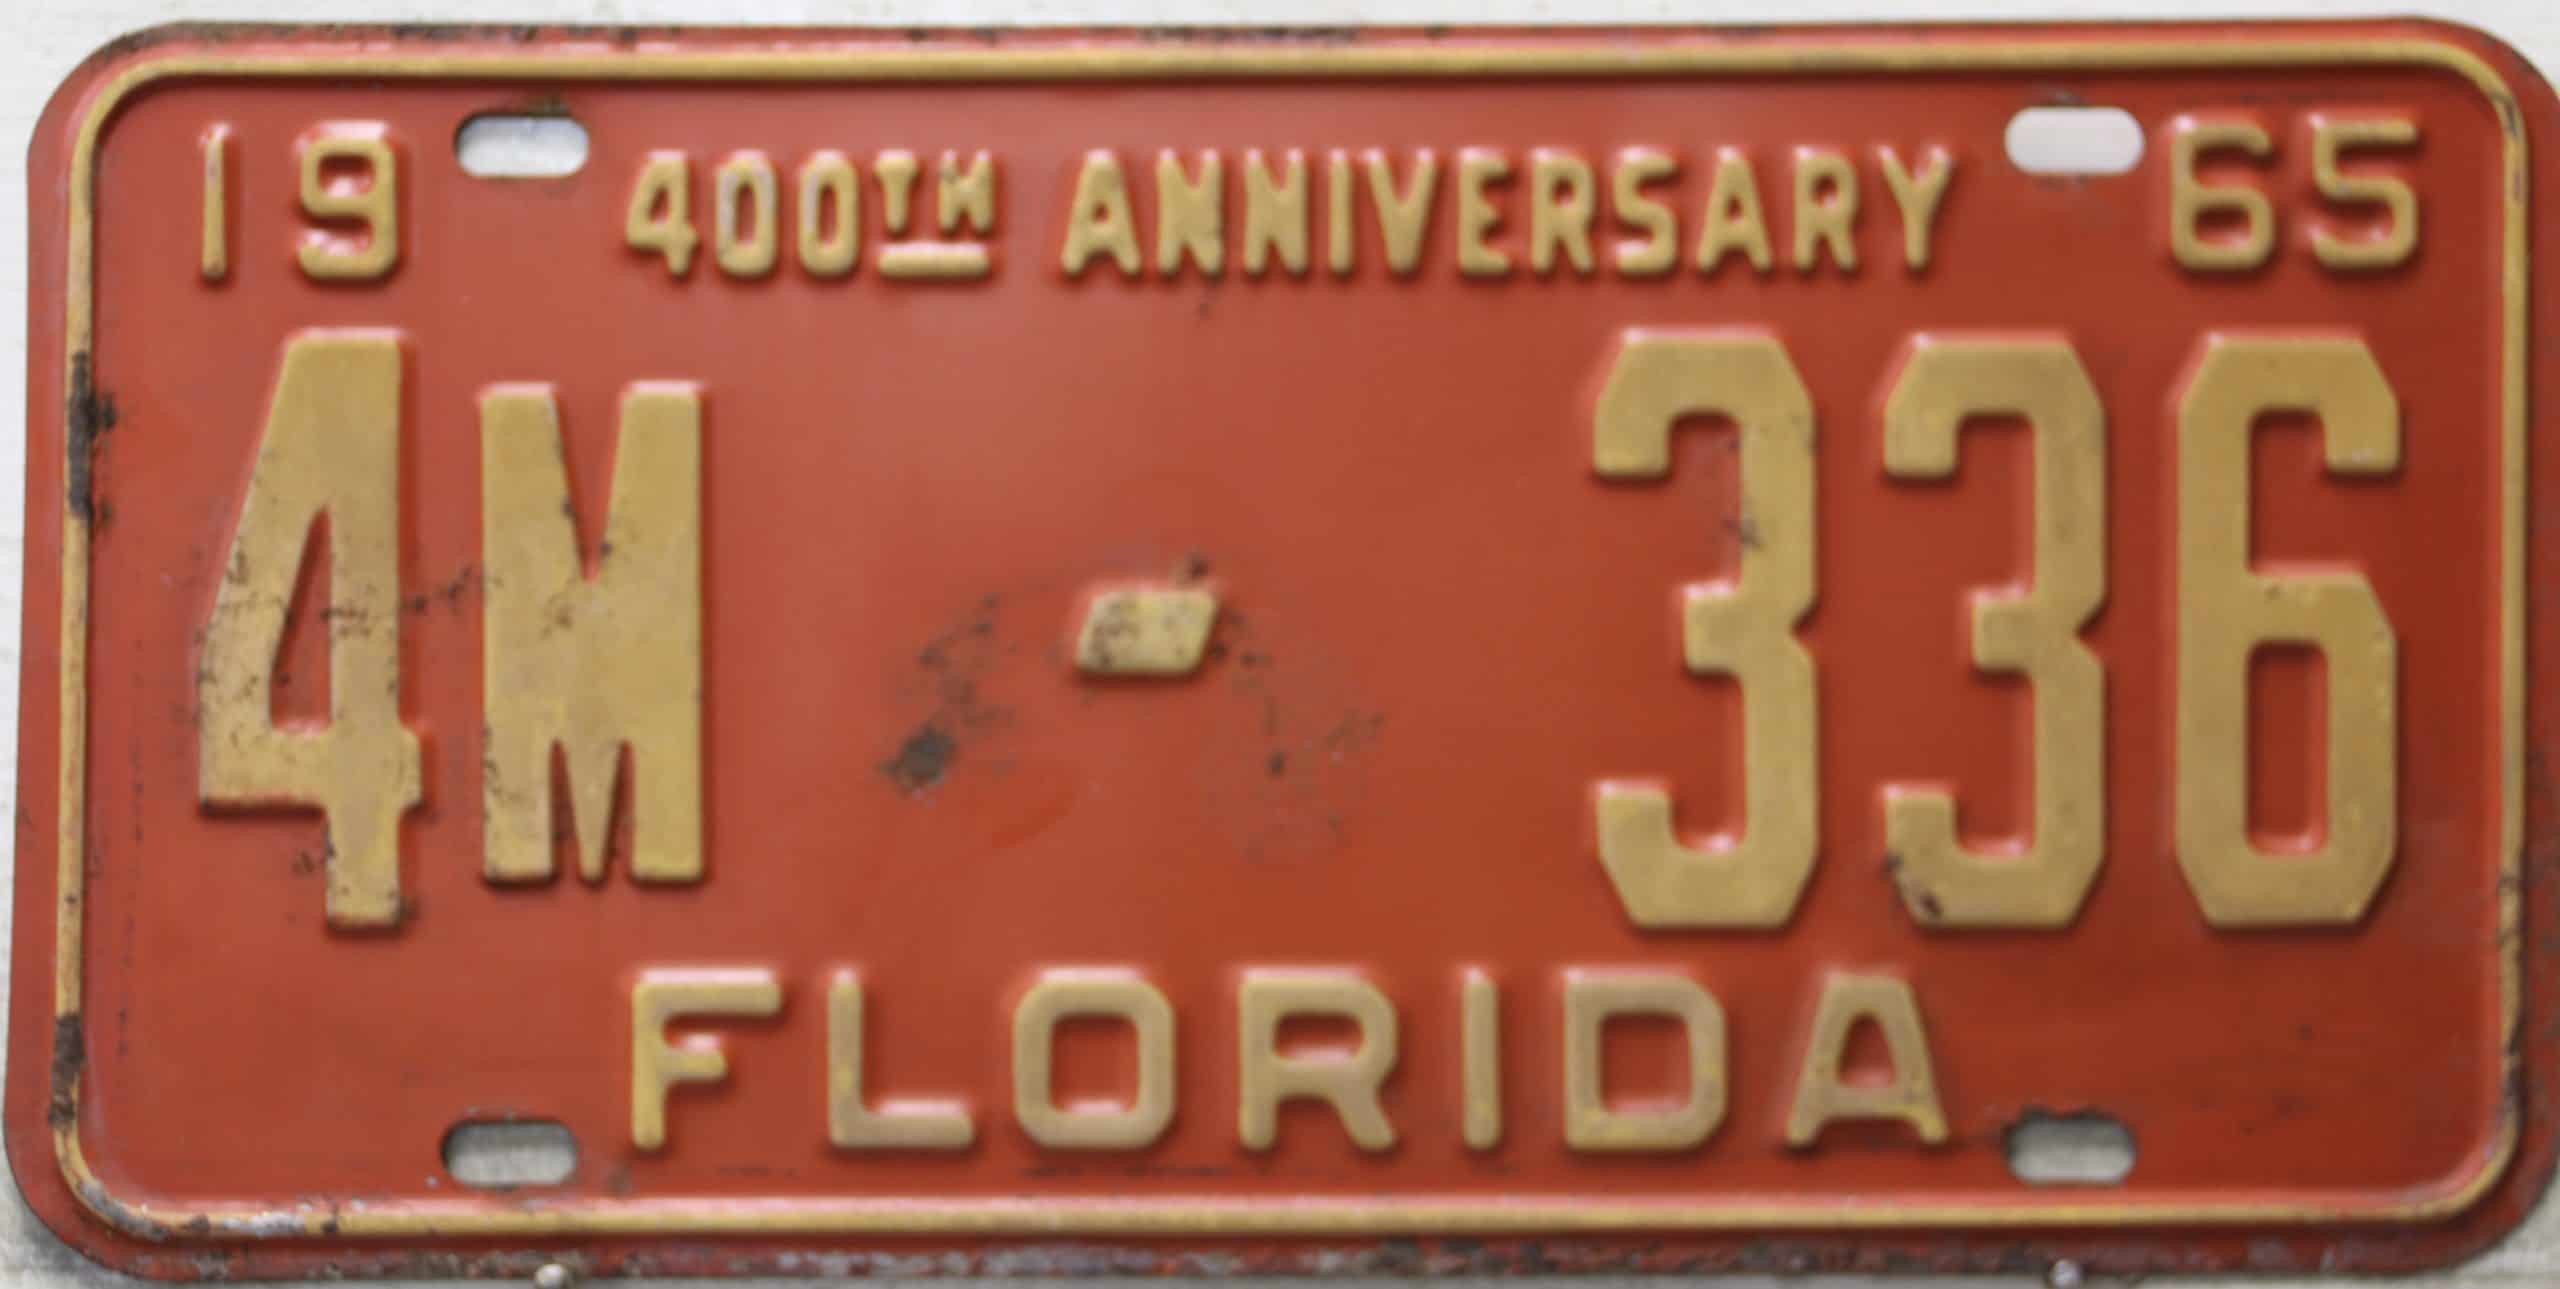 19 400TH ANNIVERSARY 65
4M - 336
FLORIDA